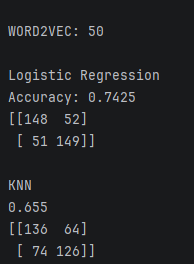 WORD2VEC: 50
Logistic Regression
Accuracy: 0.7425
[[148  52]
 [ 51 149]]
KNN
0.655
[[136  64]
 [ 74 126]]